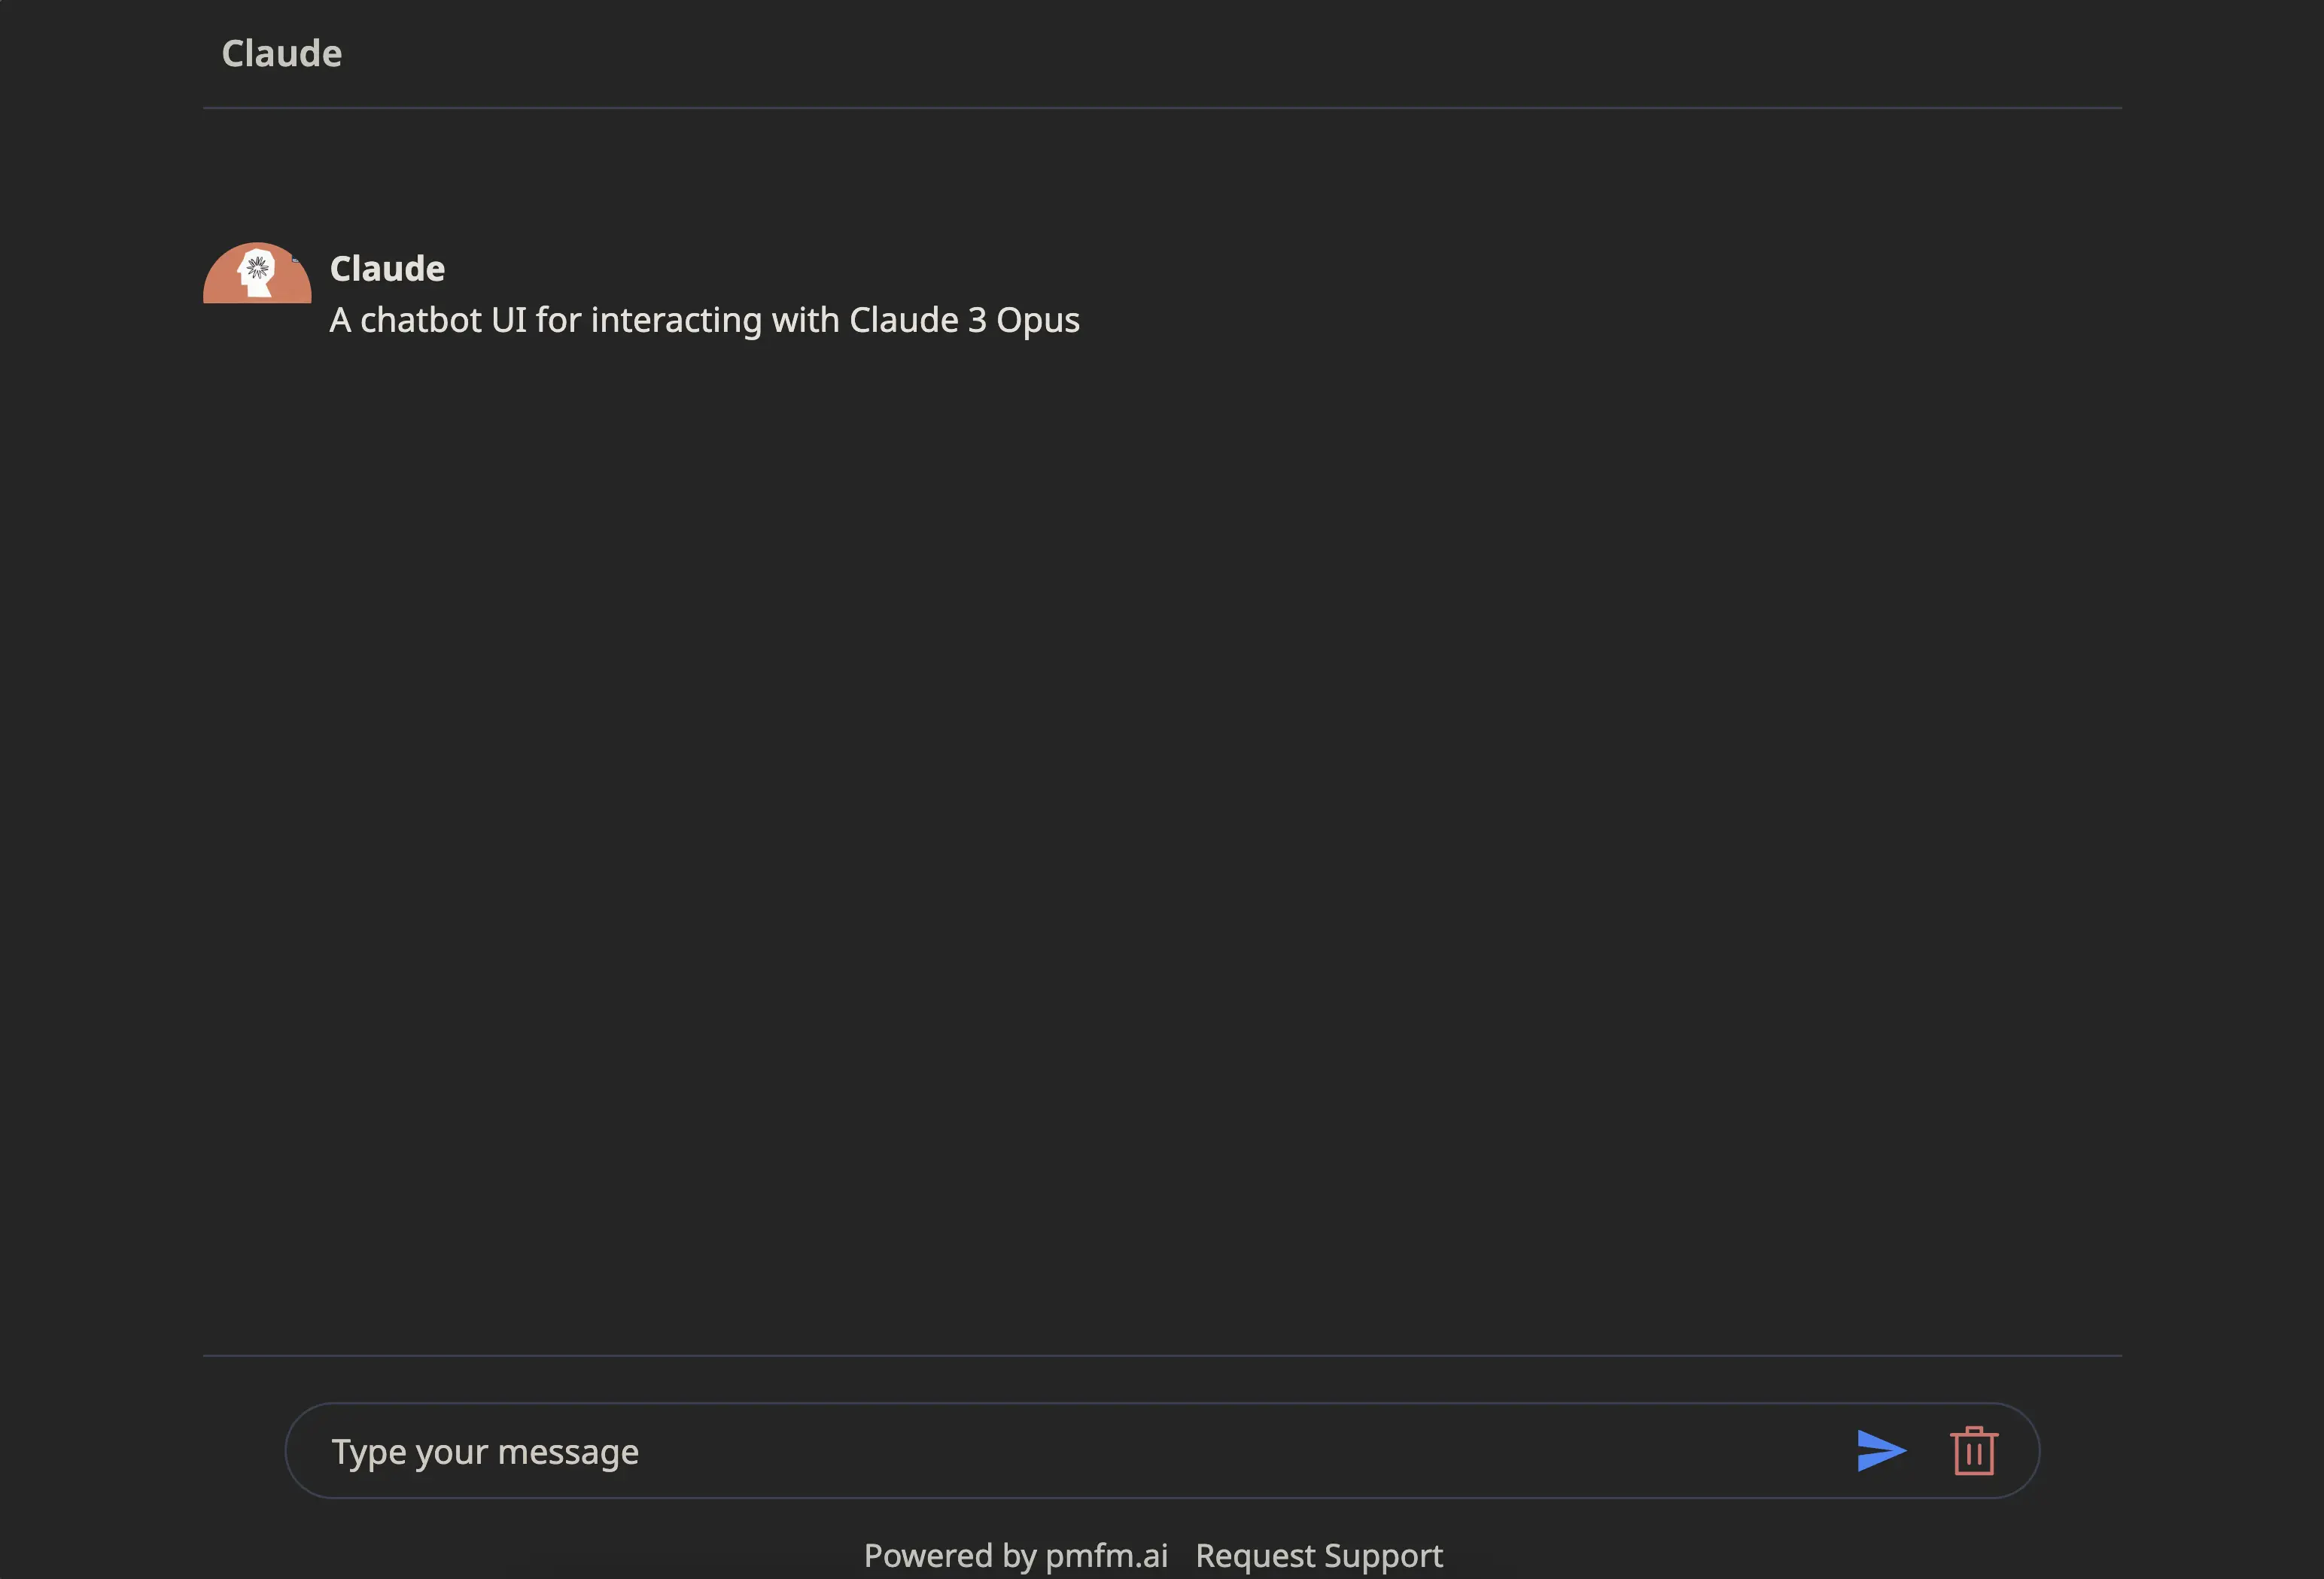 Claude
Claude
A chatbot UI for interacting with Claude 3 Opus
Type your message
Powered by pmfm.ai Request Support